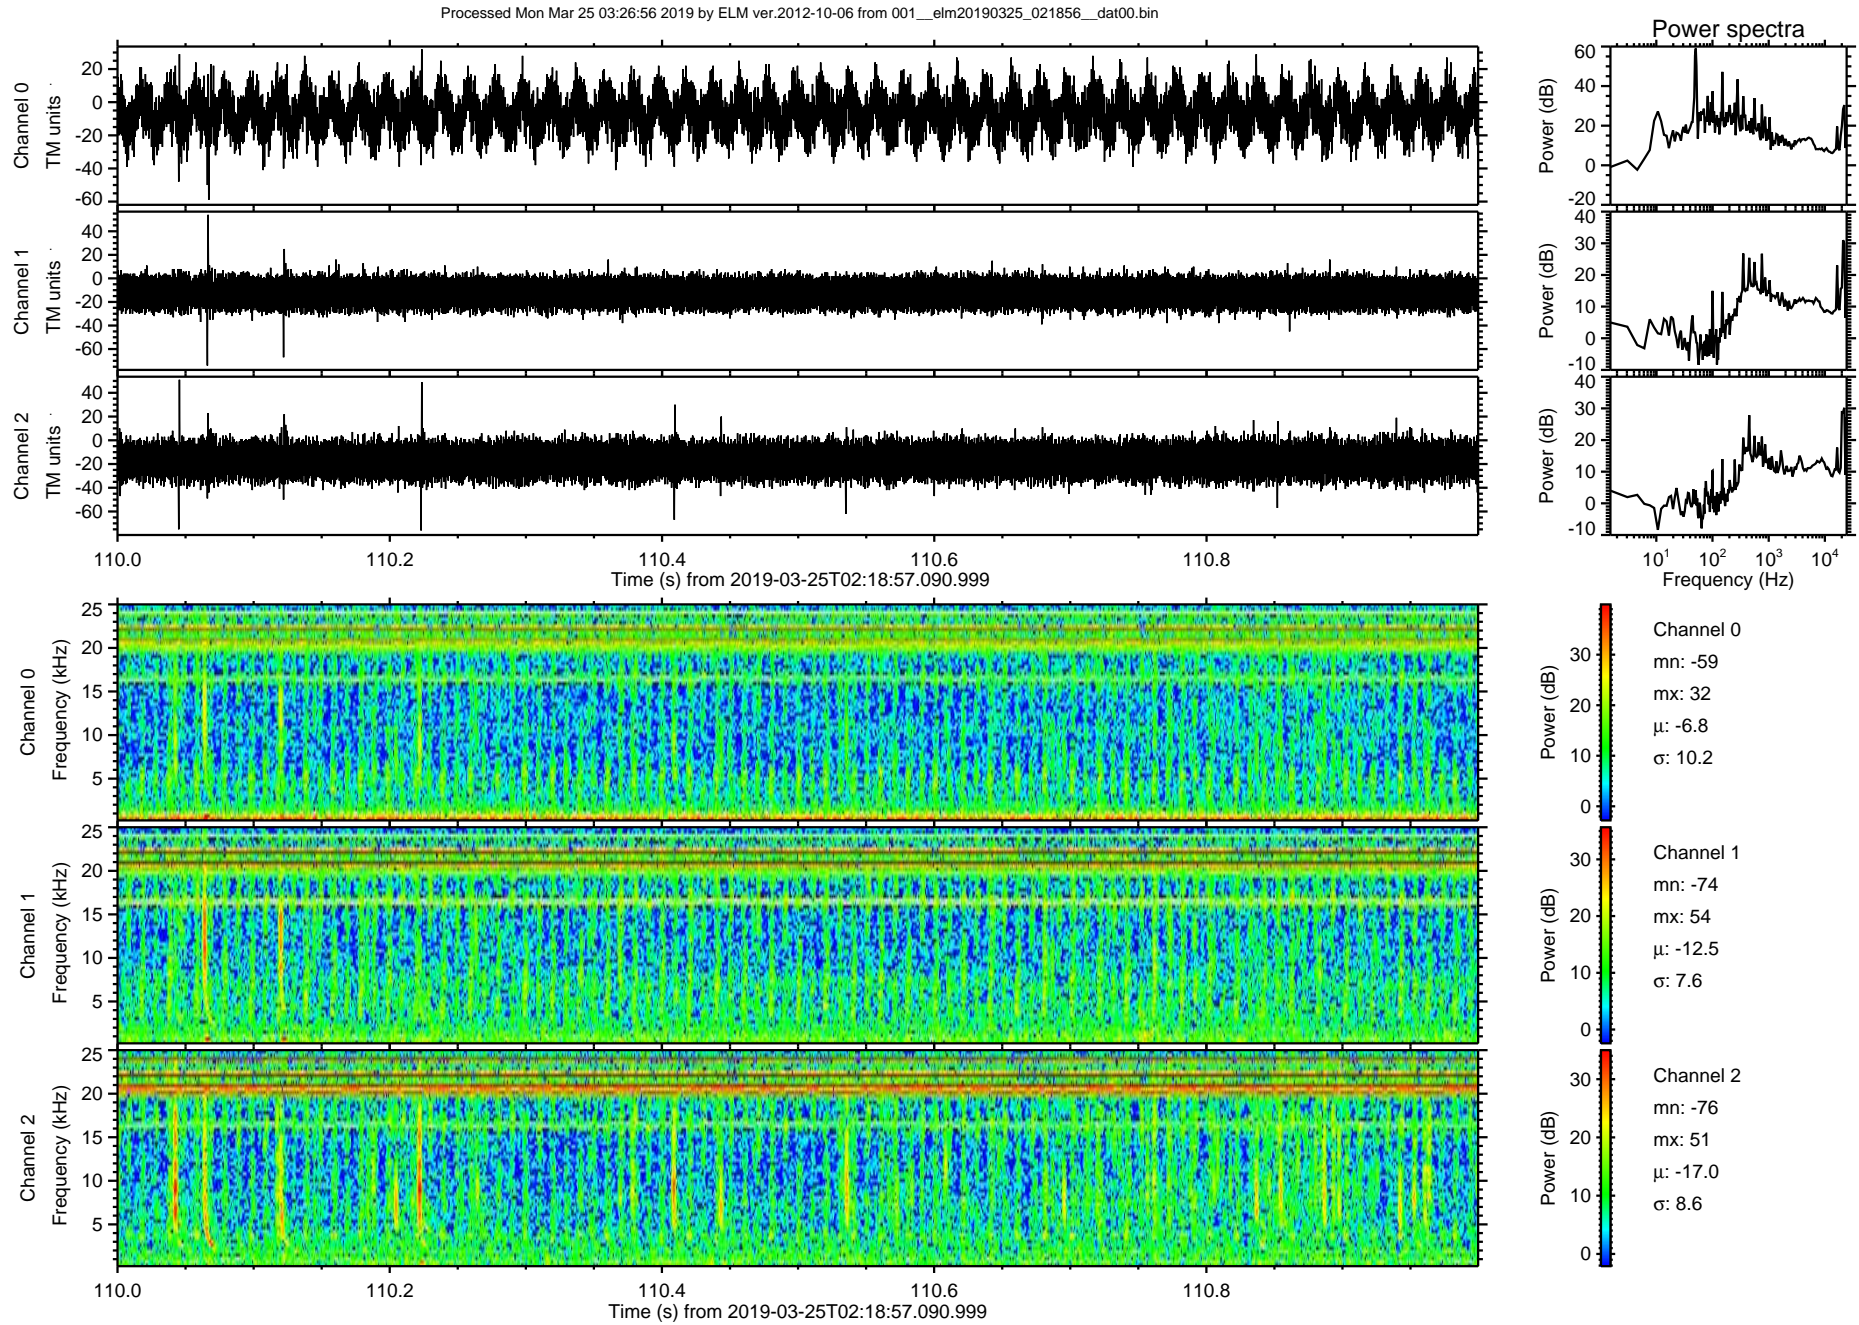 Processed Mon Mar 25 03:26:56 2019 by ELM ver.2012-10-06 from 001__elm20190325_021856__dat00.bin
Power spectra
Channel 0
TM units
20
0
-20
-40
-60
Power (dB)
60
40
20
0
-20
Channel 1
TM units
40
20
0
-20
-40
-60
Power (dB)
40
30
20
10
0
-10
Channel 2
TM units
40
20
0
-20
-40
-60
Power (dB)
40
30
20
10
0
-10
110.0 110.2 110.4 110.6 110.8
Time (s) from 2019-03-25T02:18:57.090.999
10¹ 10² 10³ 10⁴
Frequency (Hz)
Channel 0
Frequency (kHz)
25
20
15
10
5
Power (dB)
30
20
10
0
Channel 0
mn: -59
mx: 32
μ: -6.8
σ: 10.2
Channel 1
Frequency (kHz)
25
20
15
10
5
Power (dB)
30
20
10
0
Channel 1
mn: -74
mx: 54
μ: -12.5
σ: 7.6
Channel 2
Frequency (kHz)
25
20
15
10
5
Power (dB)
30
20
10
0
Channel 2
mn: -76
mx: 51
μ: -17.0
σ: 8.6
110.0 110.2 110.4 110.6 110.8
Time (s) from 2019-03-25T02:18:57.090.999